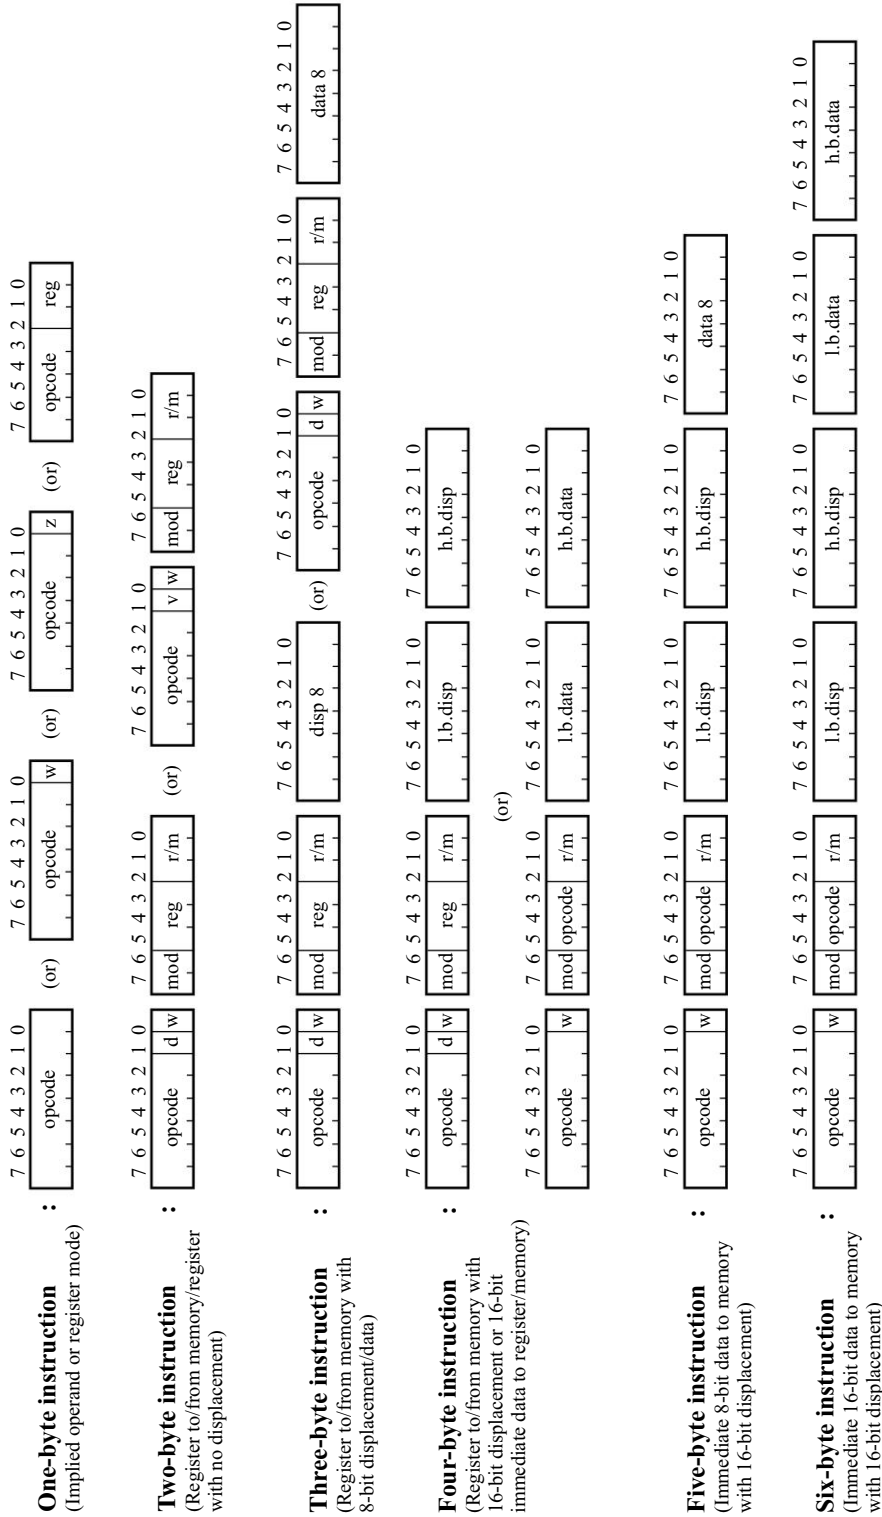 One-byte instruction :
(Implied operand or register mode)
7 6 5 4 3 2 1 0
opcode
(or)
7 6 5 4 3 2 1 0
opcode w
(or)
7 6 5 4 3 2 1 0
opcode z
(or)
7 6 5 4 3 2 1 0
opcode reg
Two-byte instruction :
(Register to/from memory/register
with no displacement)
7 6 5 4 3 2 1 0
opcode d w
7 6 5 4 3 2 1 0
mod reg r/m
(or)
7 6 5 4 3 2 1 0
opcode v w
7 6 5 4 3 2 1 0
mod reg r/m
Three-byte instruction :
(Register to/from memory with
8-bit displacement/data)
7 6 5 4 3 2 1 0
opcode d w
7 6 5 4 3 2 1 0
mod reg r/m
7 6 5 4 3 2 1 0
disp 8
(or)
7 6 5 4 3 2 1 0
opcode d w
7 6 5 4 3 2 1 0
mod reg r/m
7 6 5 4 3 2 1 0
data 8
Four-byte instruction :
(Register to/from memory with
16-bit displacement or 16-bit
immediate data to register/memory)
7 6 5 4 3 2 1 0
opcode d w
7 6 5 4 3 2 1 0
mod reg r/m
7 6 5 4 3 2 1 0
l.b.disp
7 6 5 4 3 2 1 0
h.b.disp
(or)
7 6 5 4 3 2 1 0
opcode w
7 6 5 4 3 2 1 0
mod opcode r/m
7 6 5 4 3 2 1 0
l.b.data
7 6 5 4 3 2 1 0
h.b.data
Five-byte instruction :
(Immediate 8-bit data to memory
with 16-bit displacement)
7 6 5 4 3 2 1 0
opcode w
7 6 5 4 3 2 1 0
mod opcode r/m
7 6 5 4 3 2 1 0
l.b.disp
7 6 5 4 3 2 1 0
h.b.disp
7 6 5 4 3 2 1 0
data 8
Six-byte instruction :
(Immediate 16-bit data to memory
with 16-bit displacement)
7 6 5 4 3 2 1 0
opcode w
7 6 5 4 3 2 1 0
mod opcode r/m
7 6 5 4 3 2 1 0
l.b.disp
7 6 5 4 3 2 1 0
h.b.disp
7 6 5 4 3 2 1 0
l.b.data
7 6 5 4 3 2 1 0
h.b.data